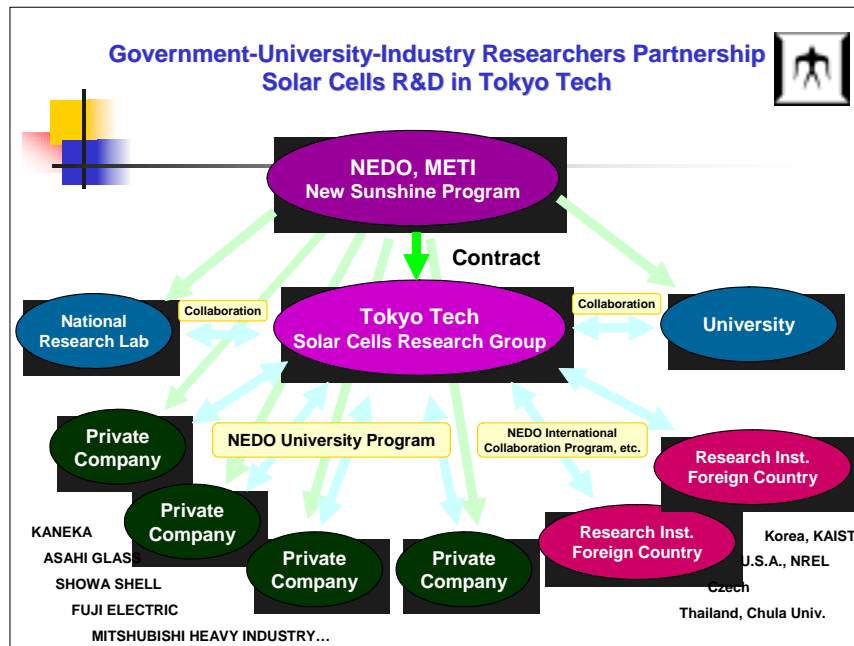 Government-University-Industry Researchers Partnership
Solar Cells R&D in Tokyo Tech
NEDO, METI
New Sunshine Program
Contract
Collaboration
Collaboration
National
Research Lab
Tokyo Tech
Solar Cells Research Group
University
Private
Company
NEDO University Program
NEDO International
Collaboration Program, etc.
Research Inst.
Foreign Country
Private
Company
Private
Company
Private
Company
Research Inst.
Foreign Country
KANEKA
ASAHI GLASS
SHOWA SHELL
FUJI ELECTRIC
MITSHUBISHI HEAVY INDUSTRY…
Korea, KAIST
U.S.A., NREL
Czech
Thailand, Chula Univ.